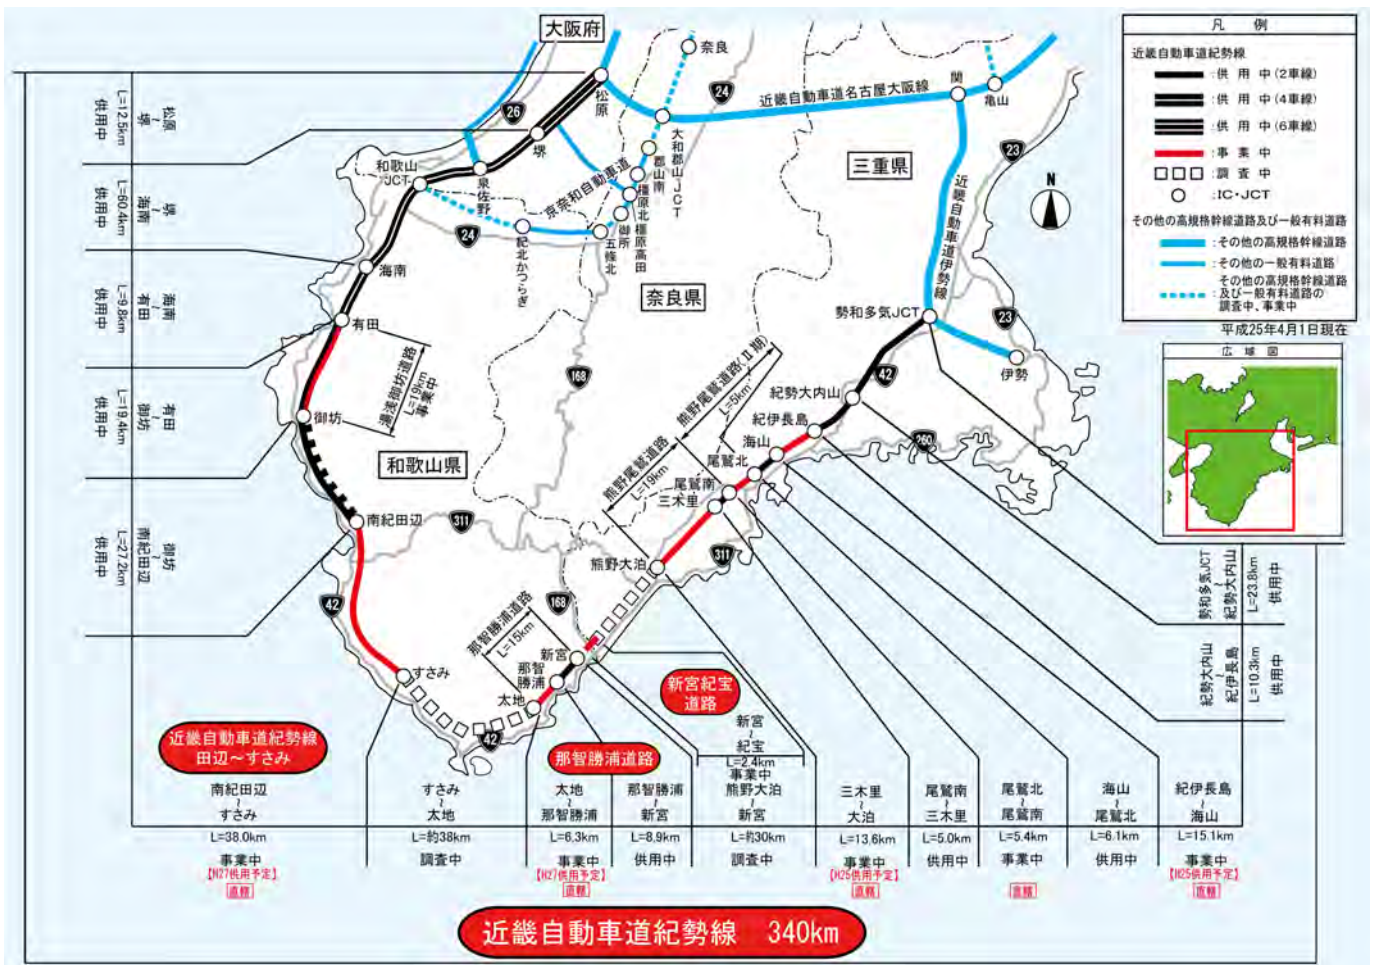 大阪府
奈良
凡 例
近畿自動車道紀勢線
:供用中(2車線)
:供用中(4車線)
:供用中(6車線)
:事業中
:調査中
:IC・JCT
その他の高規格幹線道路及び一般有料道路
:その他の高規格幹線道路
:その他の一般有料道路
その他の高規格幹線道路
:及び一般有料道路の
調査中、事業中
平成25年4月1日現在
広域図
N
松原
24
26
近畿自動車道名古屋大阪線
関
亀山
堺
大和郡山JCT
郡山南
橿原北
橿原高田
御所
五條北
京奈和自動車道
三重県
23
和歌山
JCT
泉佐野
24
紀北かつらぎ
近畿自動車道伊勢線
海南
奈良県
勢和多気JCT
23
伊勢
有田
湯浅御坊道路
L=19km
事業中
168
熊野尾鷲道路(Ⅱ期)
L=5km
42
紀勢大内山
紀伊長島
260
御坊
海山
和歌山県
尾鷲北
熊野尾鷲道路
L=19km
尾鷲南
三木里
南紀田辺
311
311
熊野大泊
42
168
那智勝浦道路
L=15km
新宮
那智
勝浦
すさみ
太地
42
新宮紀宝
道路
近畿自動車道紀勢線
田辺~すさみ
那智勝浦道路
松原
~
堺
L=12.5km
供用中
堺
~
海南
L=60.4km
供用中
海南
~
有田
L=9.8km
供用中
有田
~
御坊
L=19.4km
供用中
御坊
~
南紀田辺
L=27.2km
供用中
勢和多気JCT
~
紀勢大内山
L=23.8km
供用中
紀勢大内山
~
紀伊長島
L=10.3km
供用中
新宮
~
紀宝
L=2.4km
事業中
南紀田辺
~
すさみ
L=38.0km
事業中
【H27供用予定】
直轄
すさみ
~
太地
L=約38km
調査中
太地
~
那智勝浦
L=6.3km
事業中
【H27供用予定】
直轄
那智勝浦
~
新宮
L=8.9km
供用中
熊野大泊
~
新宮
L=約30km
調査中
三木里
~
大泊
L=13.6km
事業中
【H25供用予定】
直轄
尾鷲南
~
三木里
L=5.0km
供用中
尾鷲北
~
尾鷲南
L=5.4km
事業中
直轄
海山
~
尾鷲北
L=6.1km
供用中
紀伊長島
~
海山
L=15.1km
事業中
【H25供用予定】
直轄
近畿自動車道紀勢線 340km